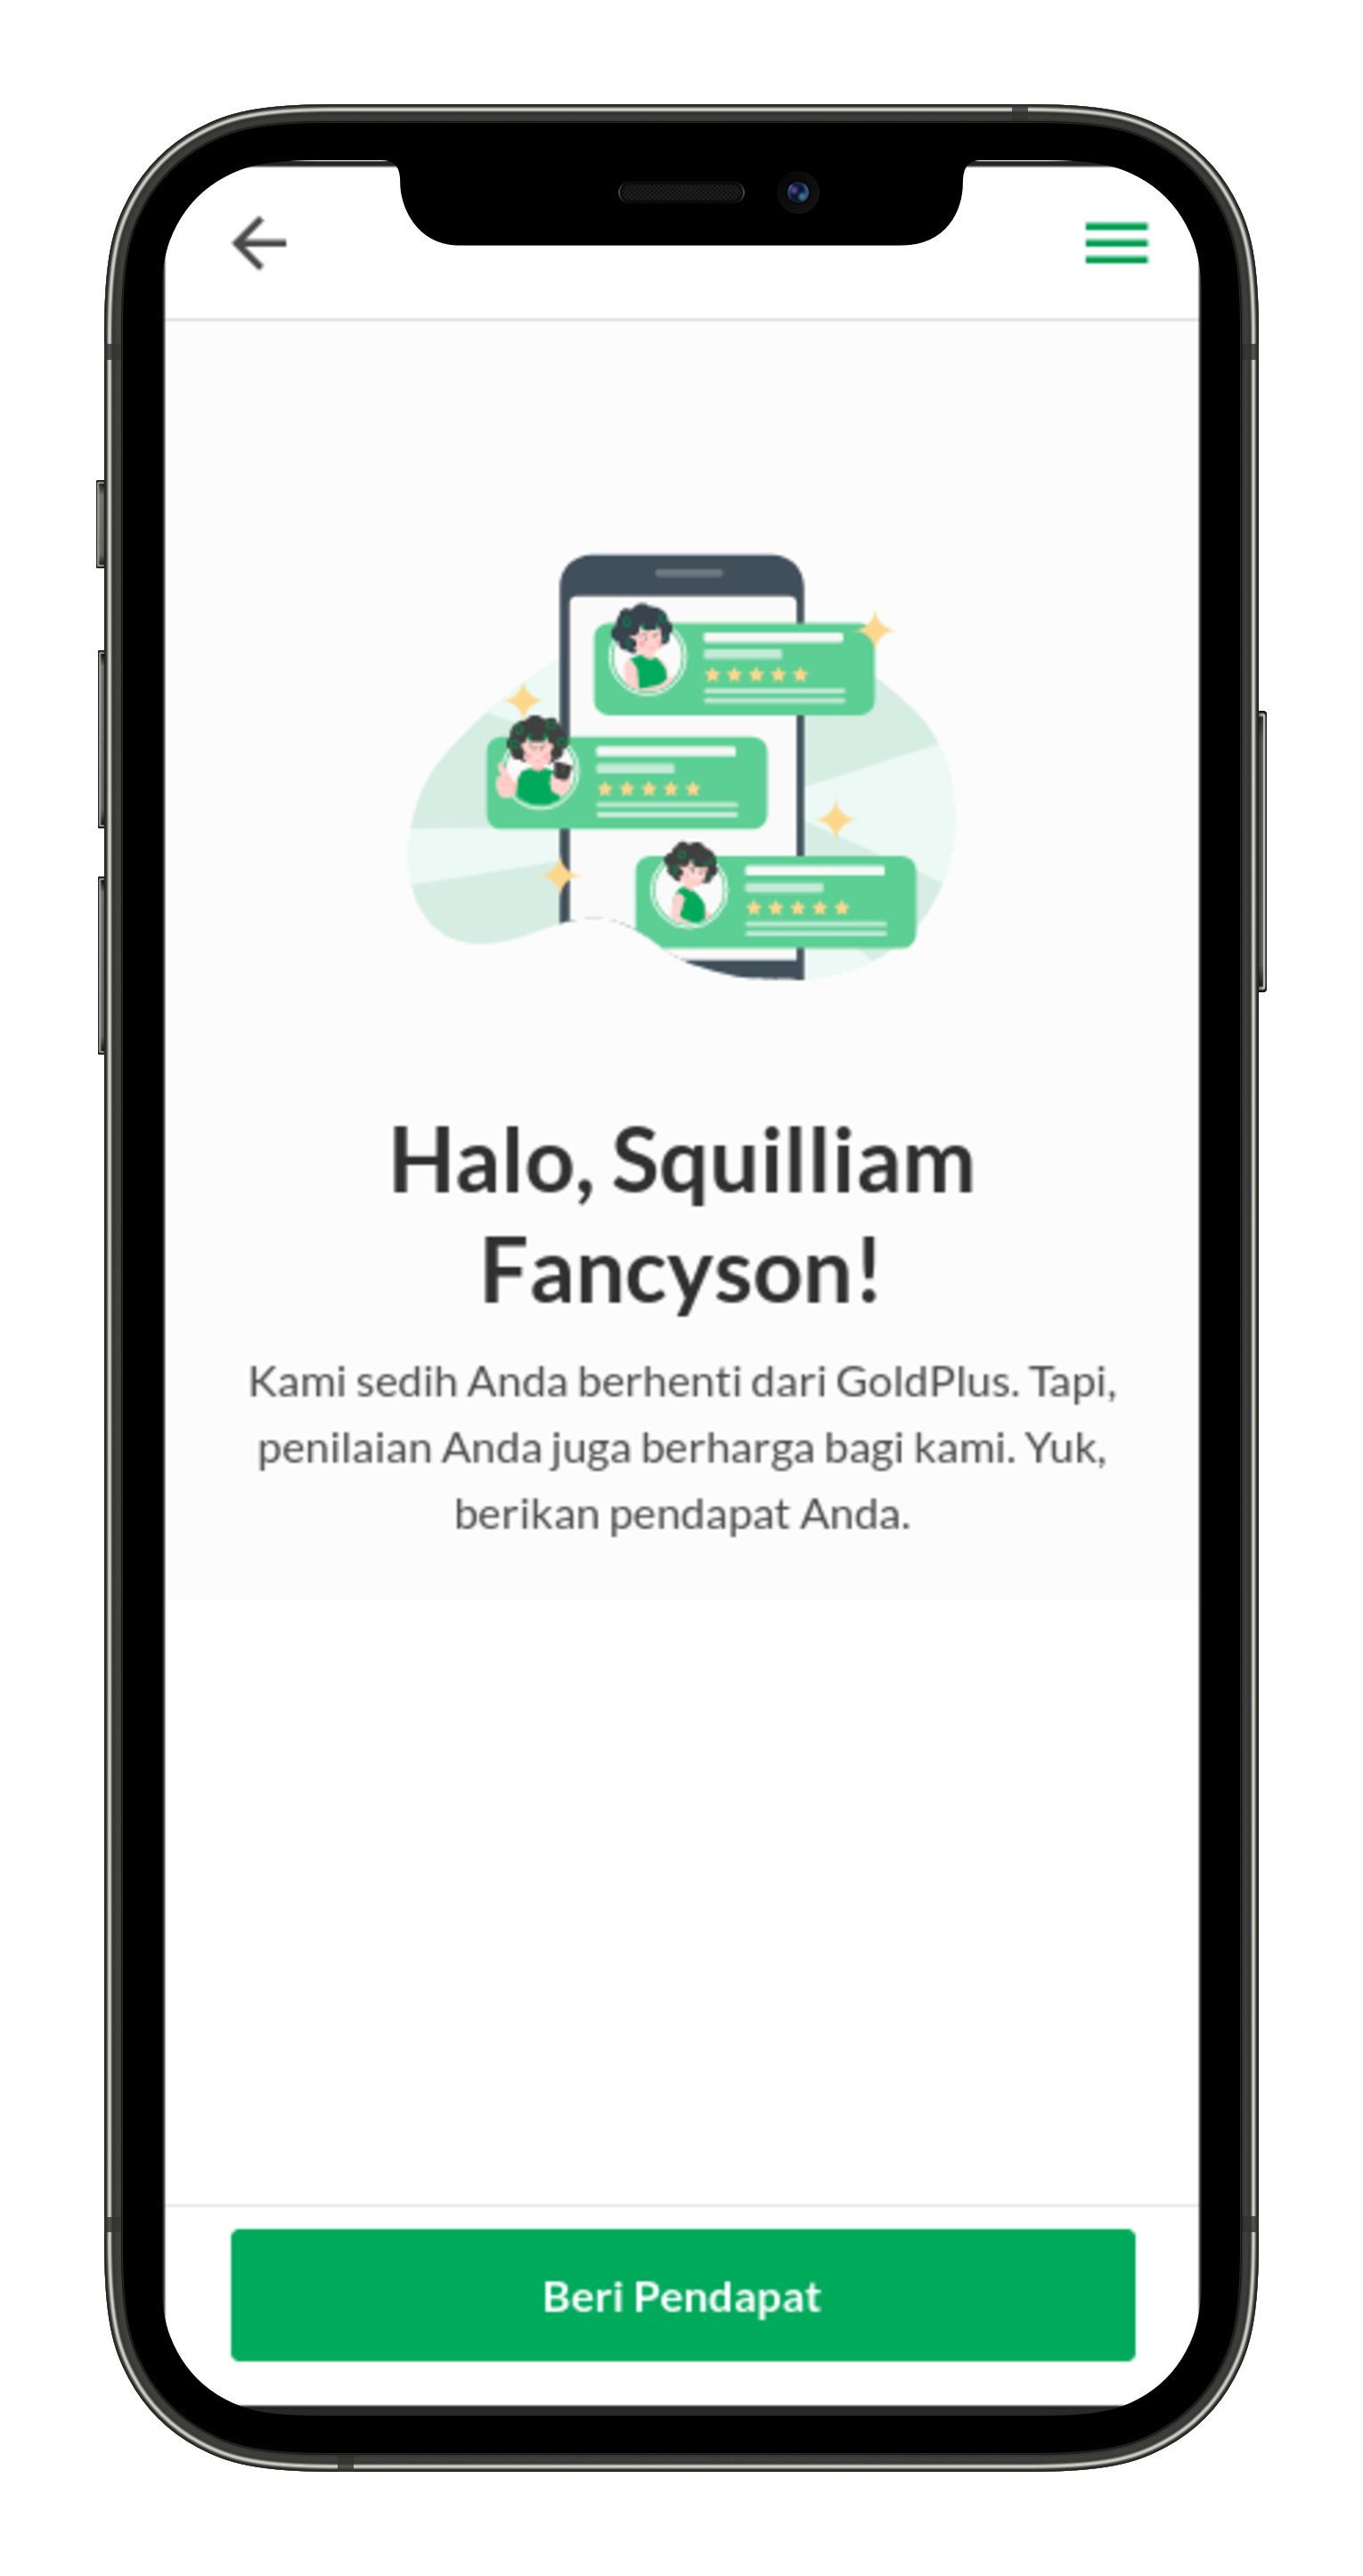 Halo, Squilliam
Fancyson!
Kami sedih Anda berhenti dari GoldPlus. Tapi,
penilaian Anda juga berharga bagi kami. Yuk,
berikan pendapat Anda.
Beri Pendapat